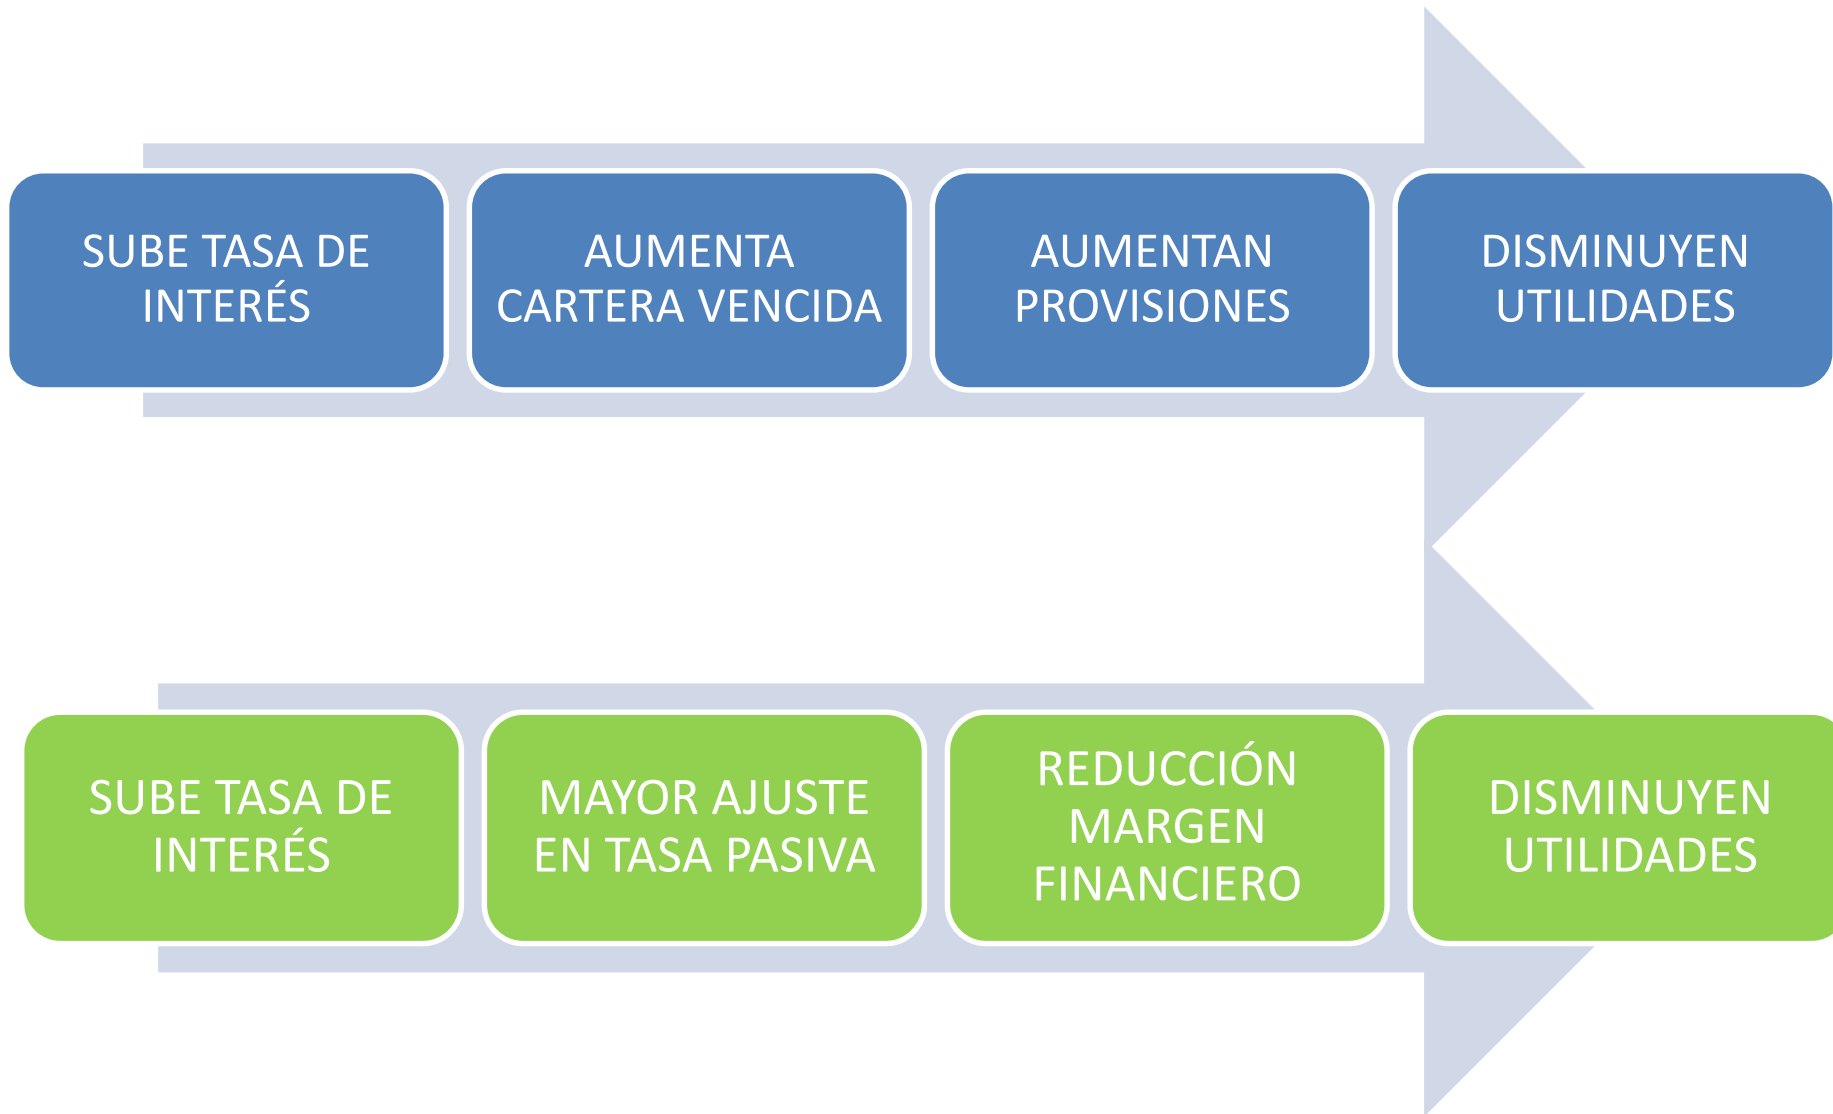 SUBE TASA DE
INTERÉS
AUMENTA
CARTERA VENCIDA
AUMENTAN
PROVISIONES
DISMINUYEN
UTILIDADES
SUBE TASA DE
INTERÉS
MAYOR AJUSTE
EN TASA PASIVA
REDUCCIÓN
MARGEN
FINANCIERO
DISMINUYEN
UTILIDADES